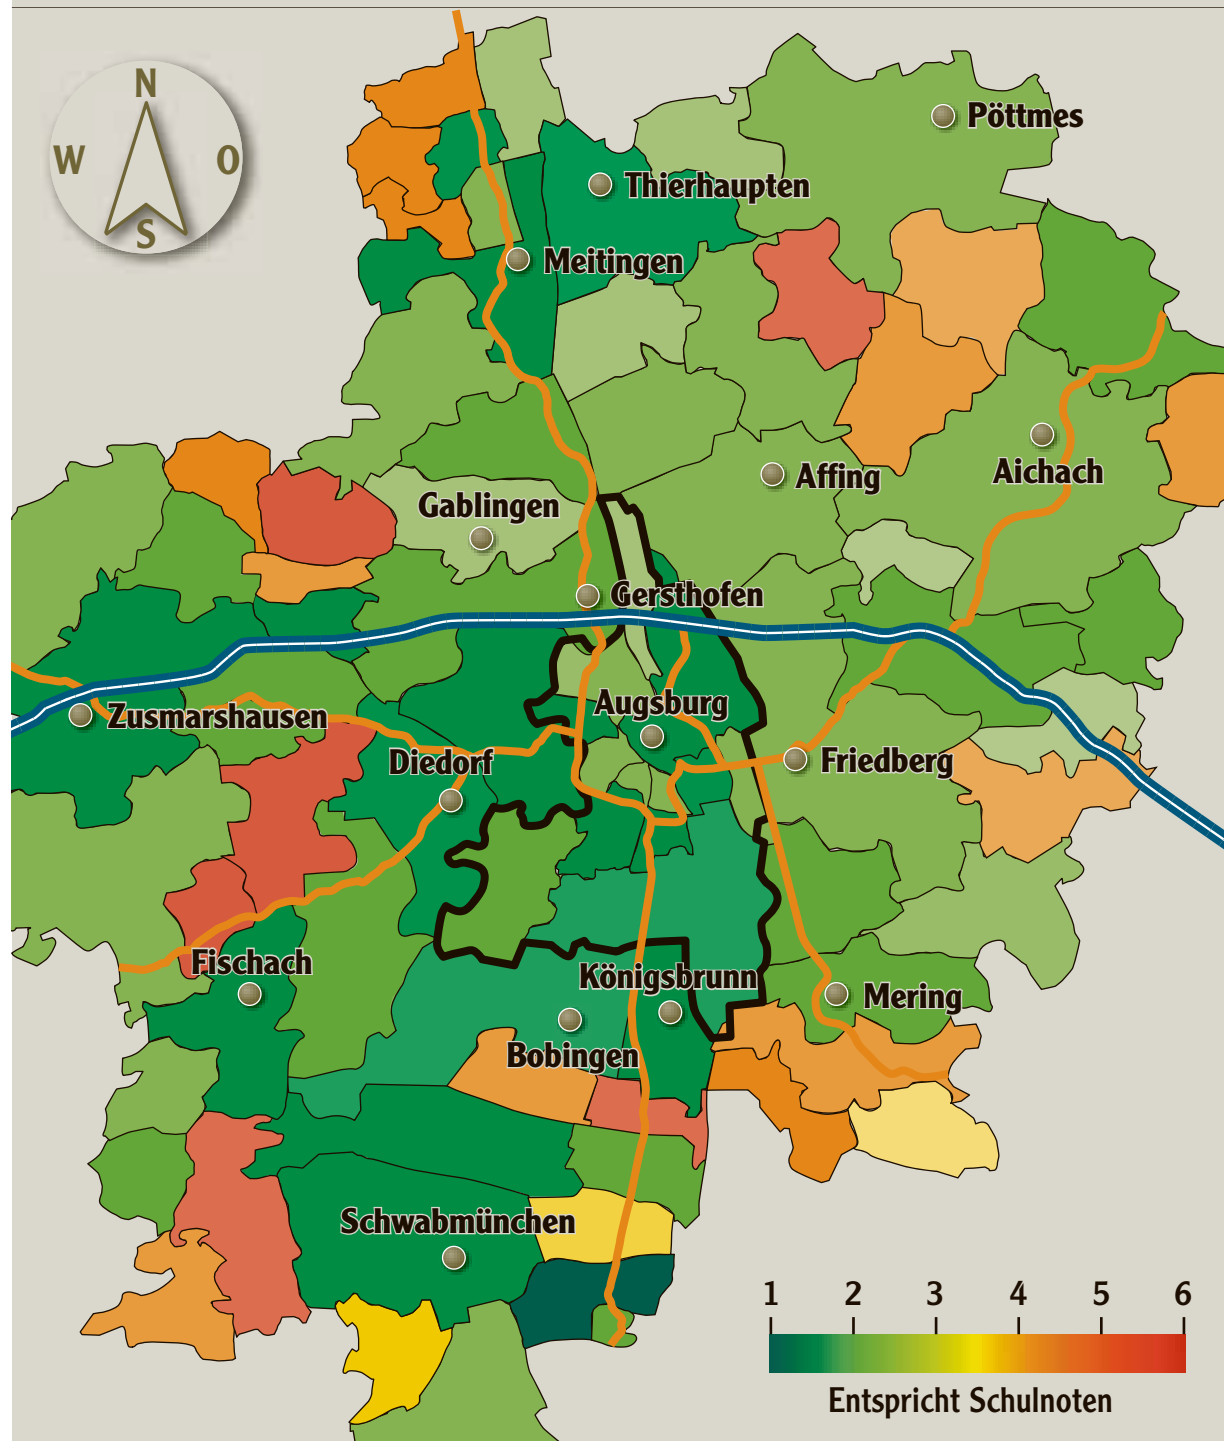 N
W
O
S
Pöttmes
Thierhaupten
Meitingen
Affing
Aichach
Gablingen
Gersthofen
Augsburg
Zusmarshausen
Diedorf
Friedberg
Fischach
Königsbrunn
Mering
Bobingen
Schwabmünchen
1 2 3 4 5 6
Entspricht Schulnoten